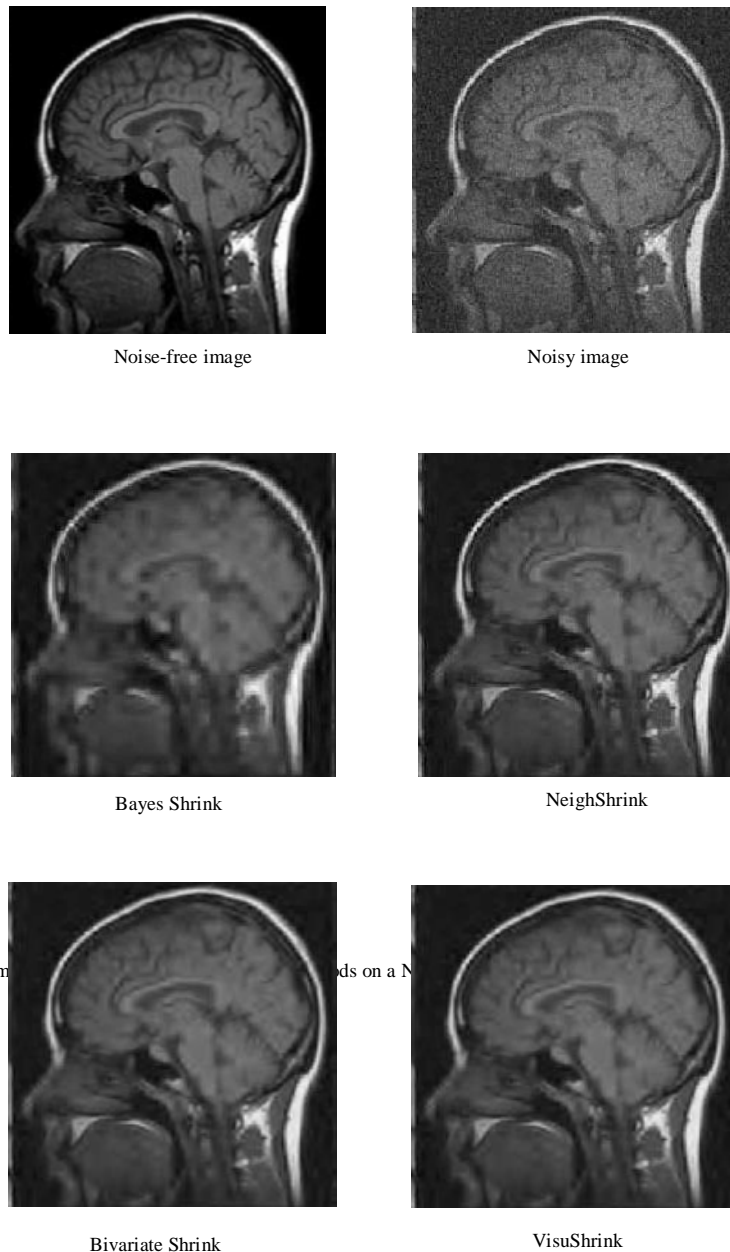 Noise-free image
Noisy image
Bayes Shrink
NeighShrink
ds on a N
Bivariate Shrink
VisuShrink